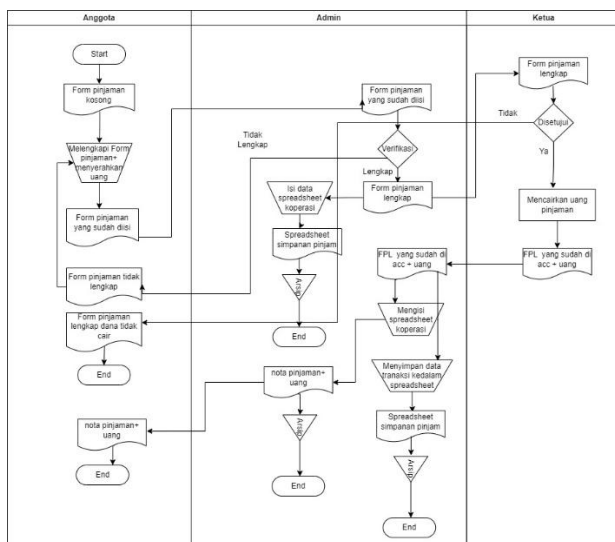 Anggota
Admin
Ketua
Start
Form pinjaman
kosong
Melengkapi Form
pinjaman+
menyerahkan
uang
Form pinjaman
yang sudah diisi
Form pinjaman tidak
lengkap
Form pinjaman
lengkap dana tidak
cair
End
nota pinjaman+
uang
End
Form pinjaman
yang sudah diisi
Tidak
Lengkap
Verifikasi
Lengkap
Form pinjaman
lengkap
Isi data
spreadsheet
koperasi
Spreadsheet
simpanan pinjam
Arsip
End
FPL yang sudah di
acc + uang
Mengisi
spreadsheet
koperasi
nota pinjaman+
uang
Arsip
End
Menyimpan data
transaksi kedalam
spreadsheet
Spreadsheet
simpanan pinjam
Arsip
End
Form pinjaman
lengkap
Tidak
Disetujui
Ya
Mencairkan uang
pinjaman
FPL yang sudah di
acc + uang